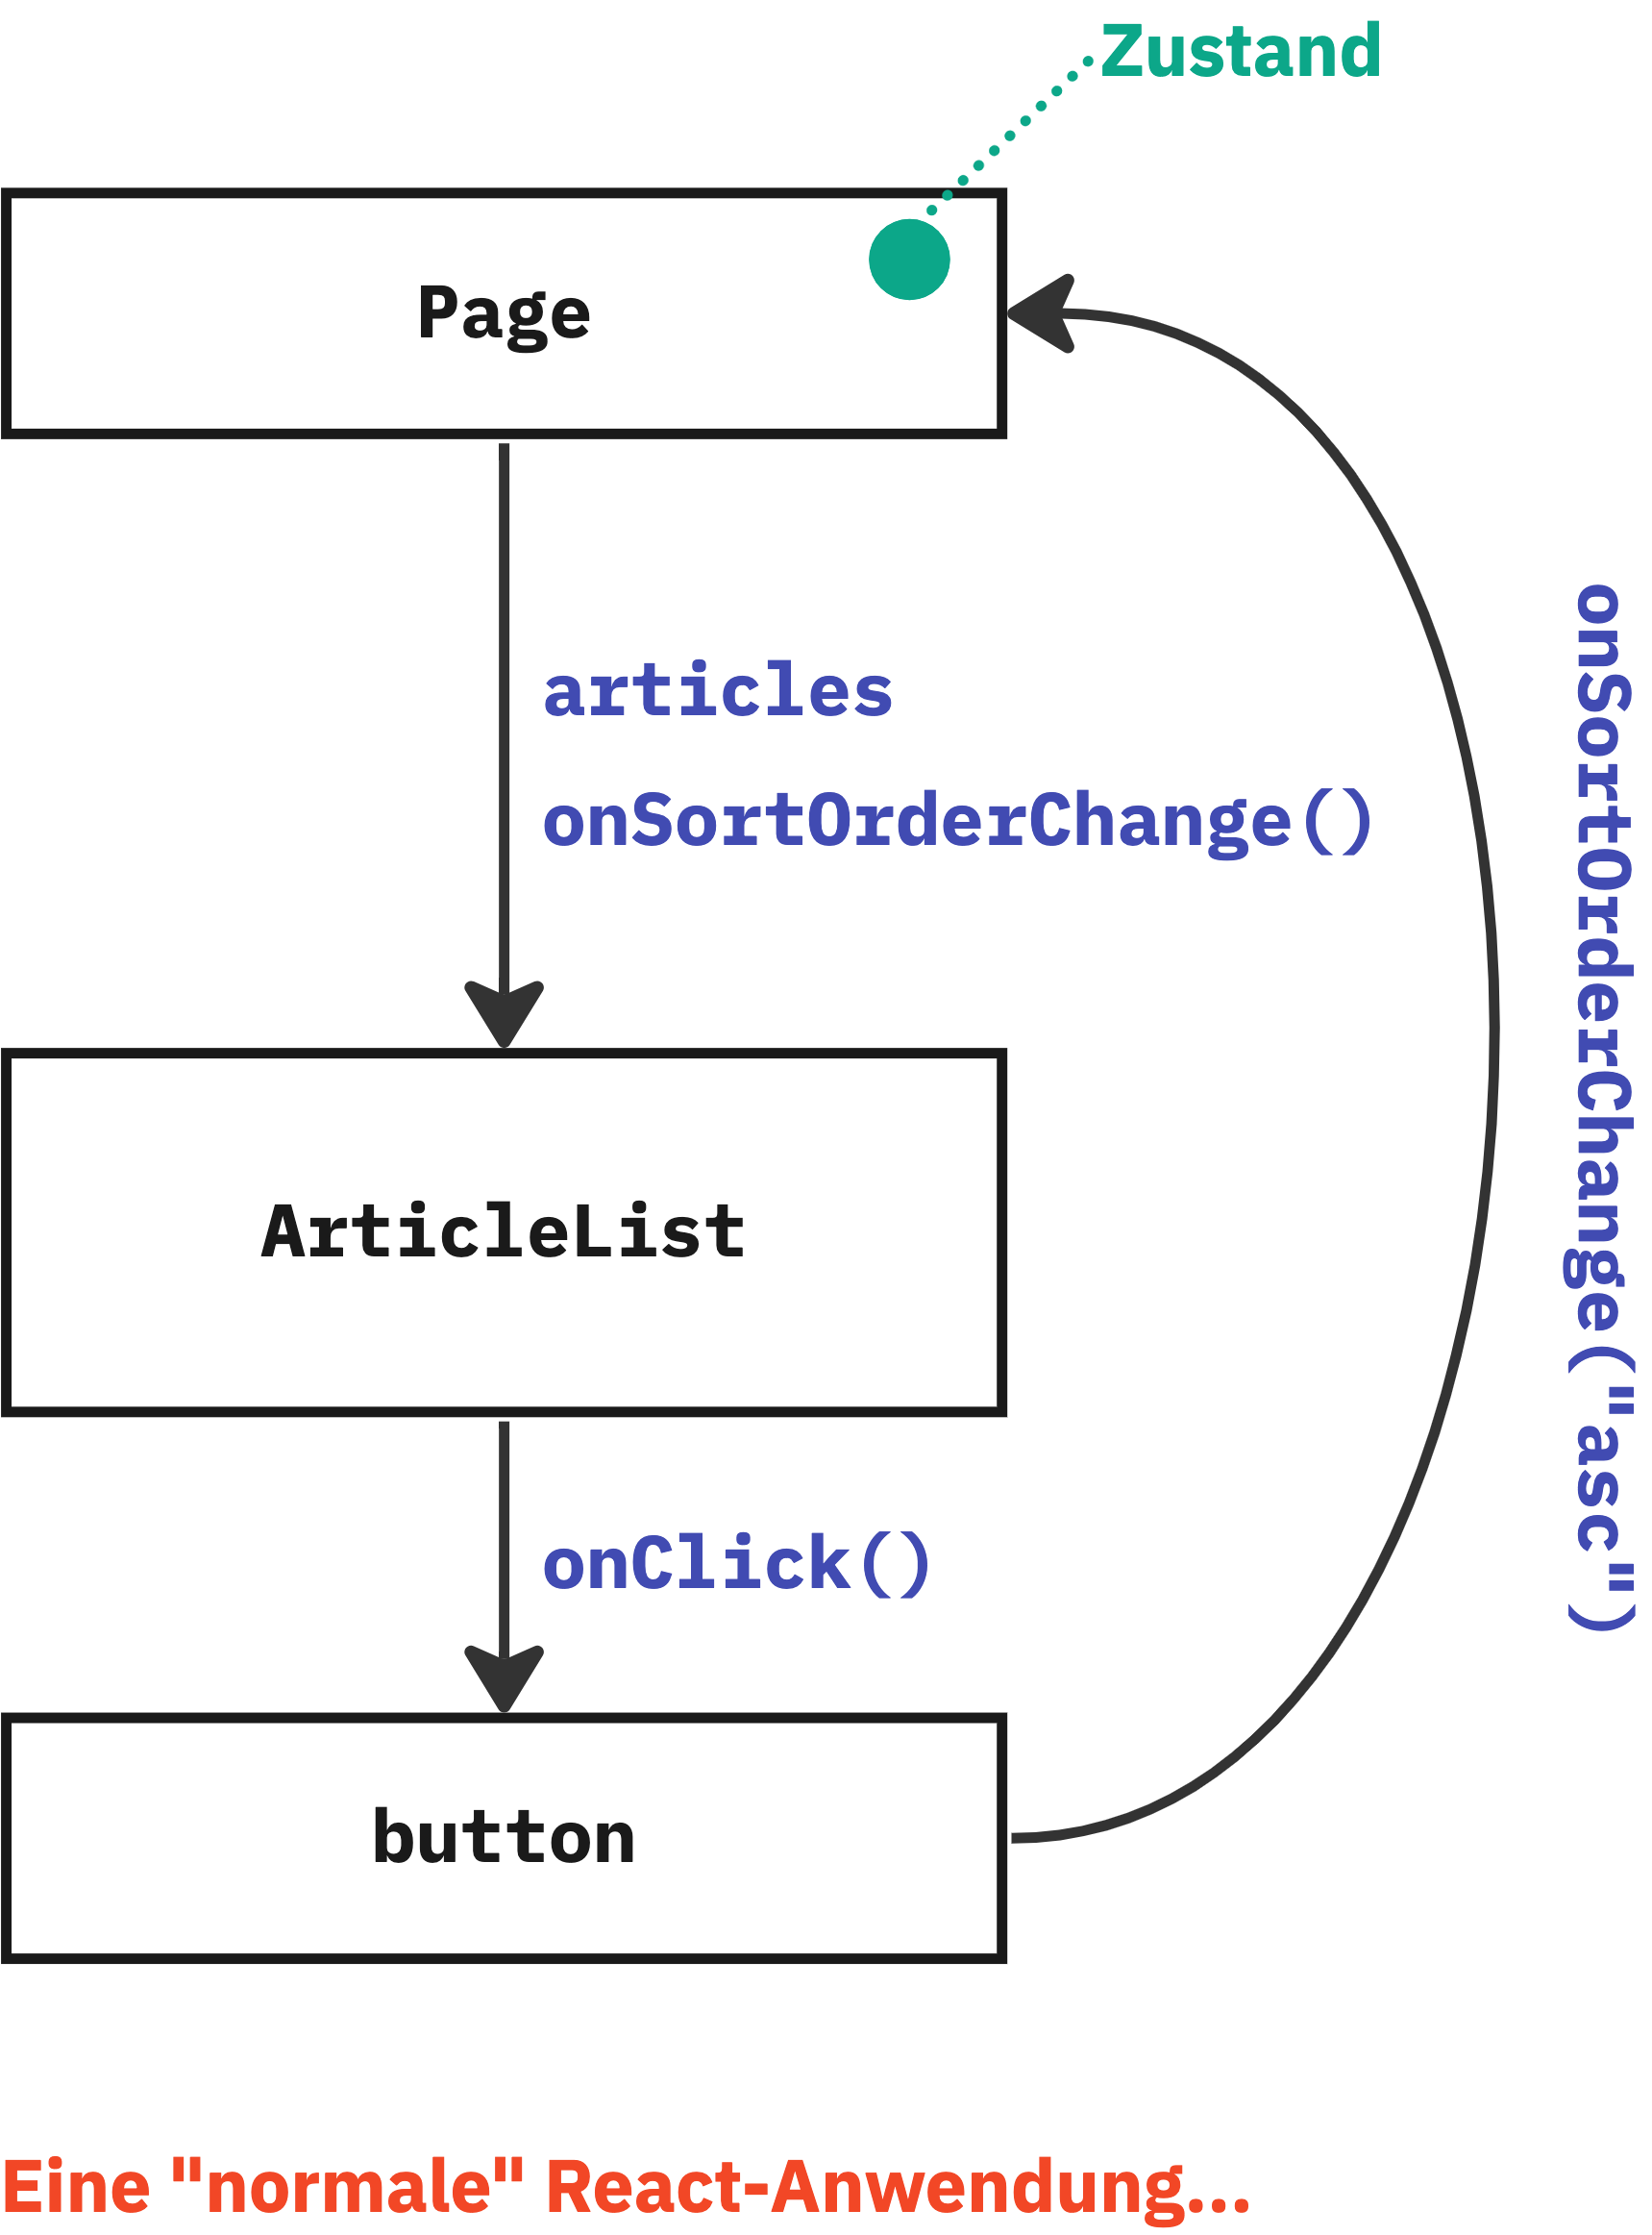 Zustand
Page
articles
onSortOrderChange()
onSortOrderChange("asc")
ArticleList
onClick()
button
Eine "normale" React-Anwendung...